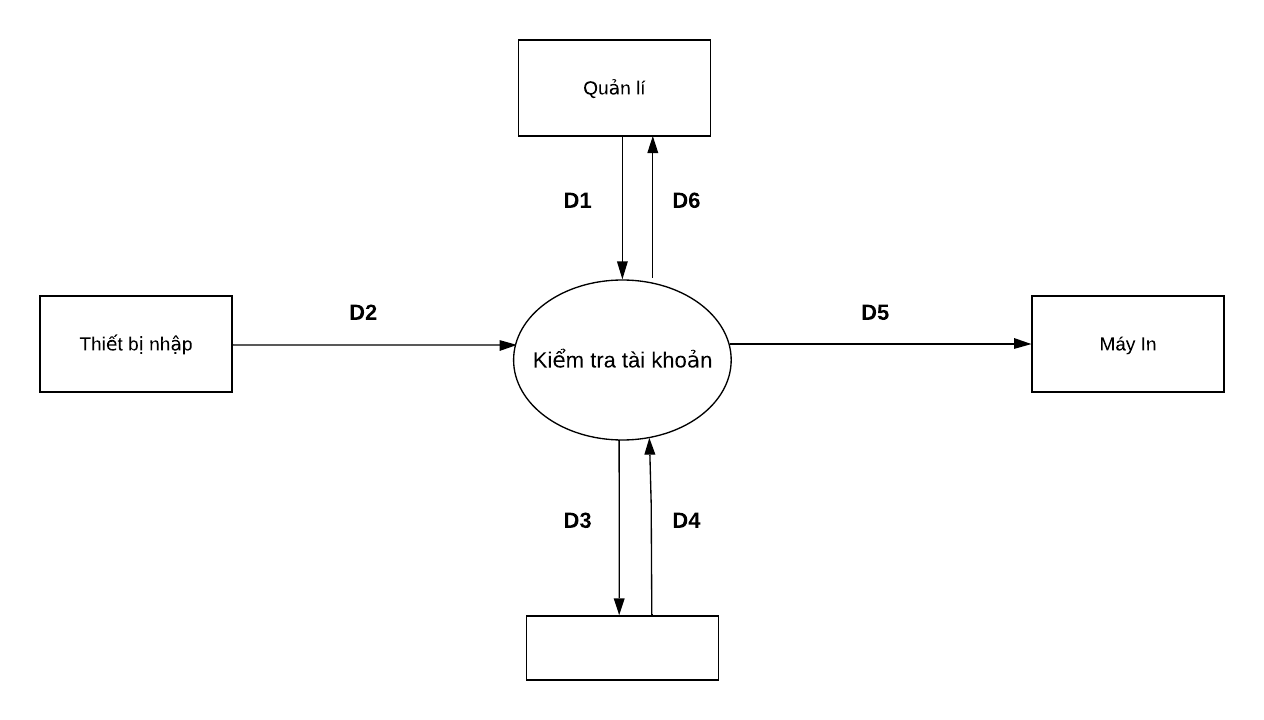 Quản lí
D1
D6
D2
D5
Thiết bị nhập
Kiểm tra tài khoản
Máy In
D3
D4